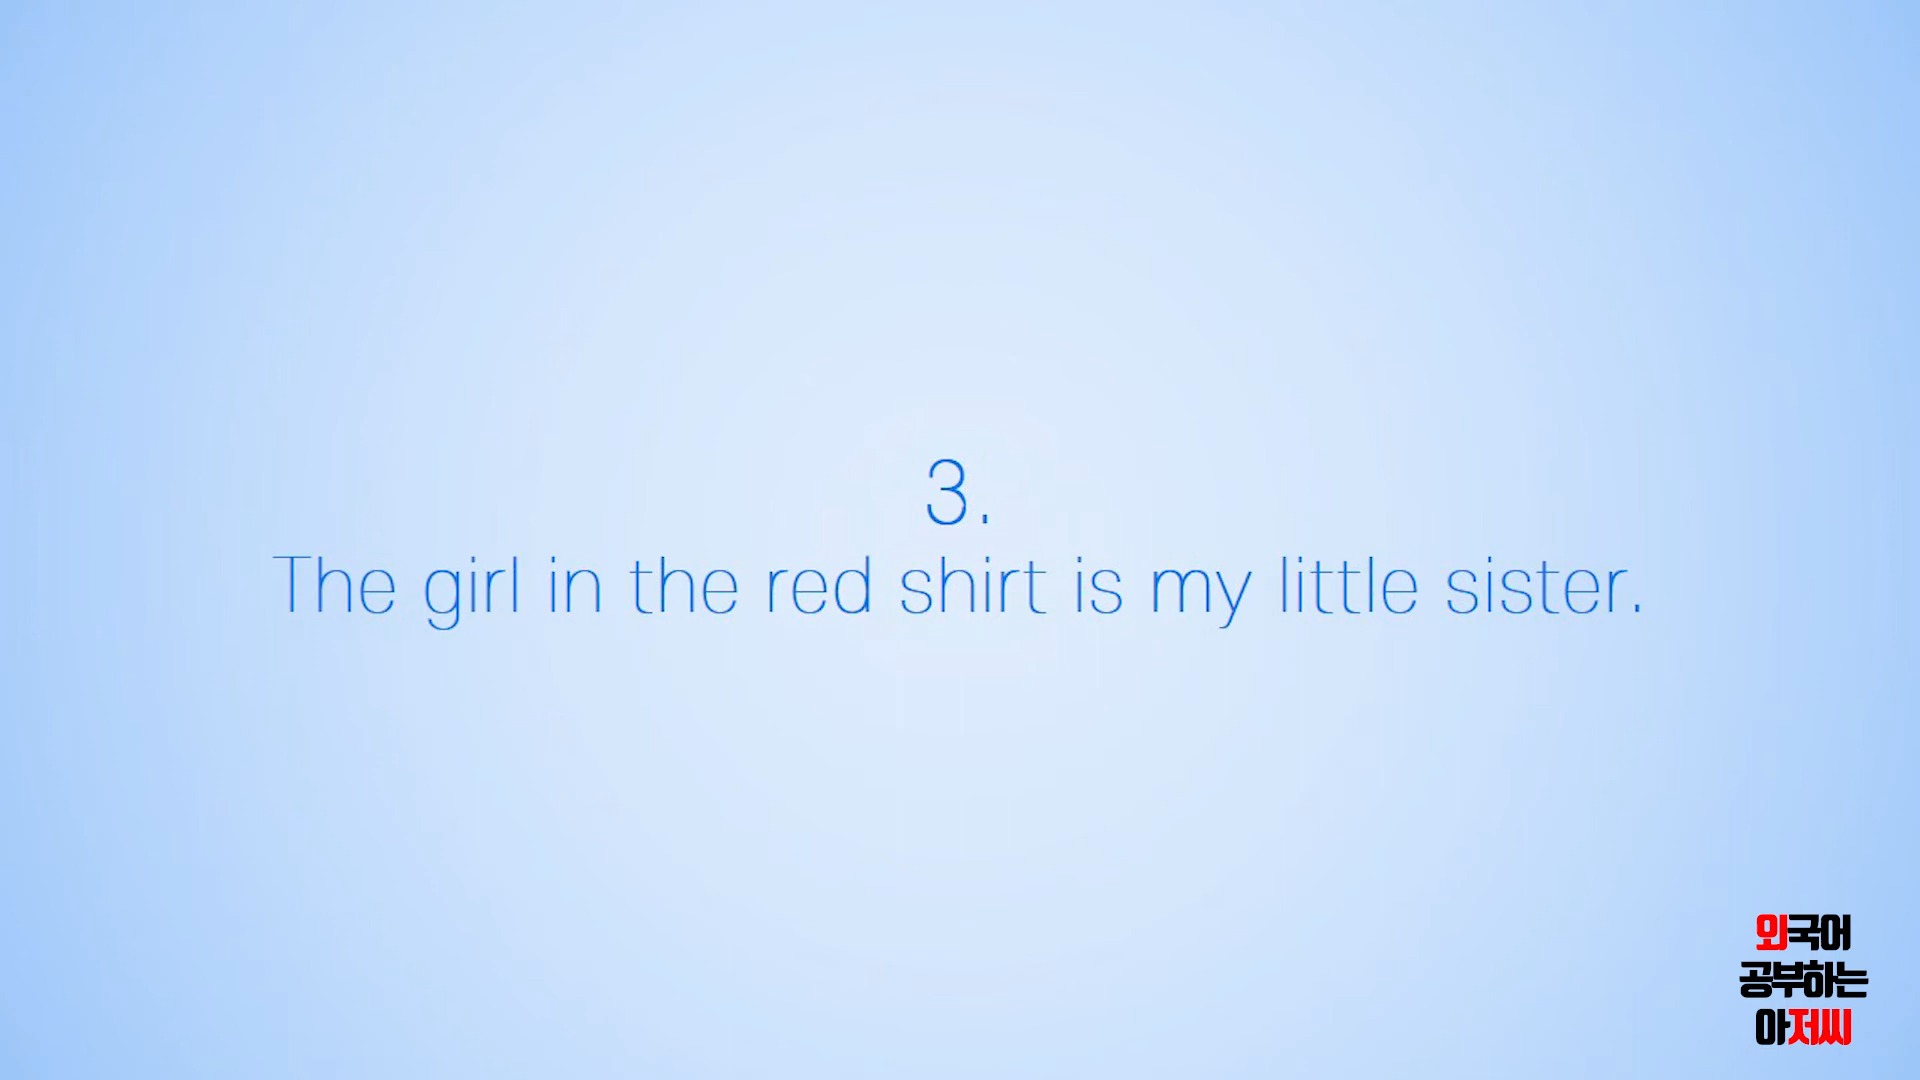 3.
The girl in the red shirt is my little sister.
외국어
공부하는
아저씨